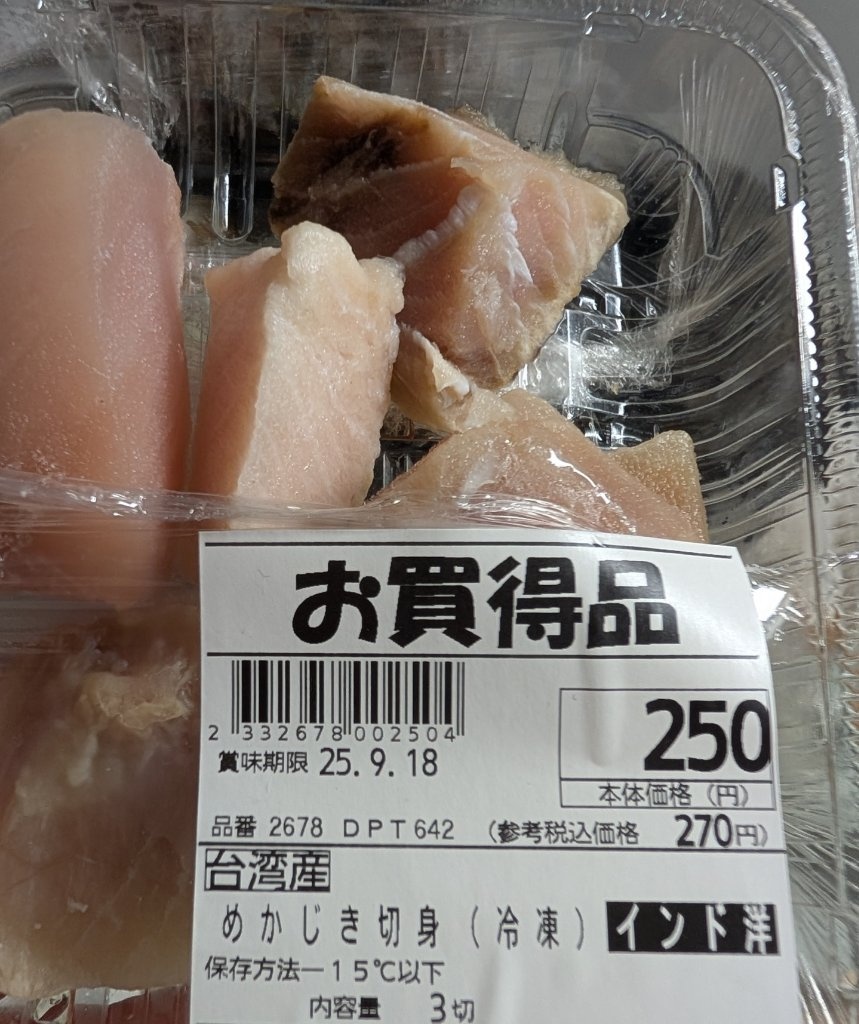 お買得品
2 332678 002504
賞味期限 25.9.18
250
本体価格 (円)
品番 2678 DPT642 (参考税込価格 270円)
台湾産
めかじき切身(冷凍) インド洋
保存方法−15℃以下
内容量 3切